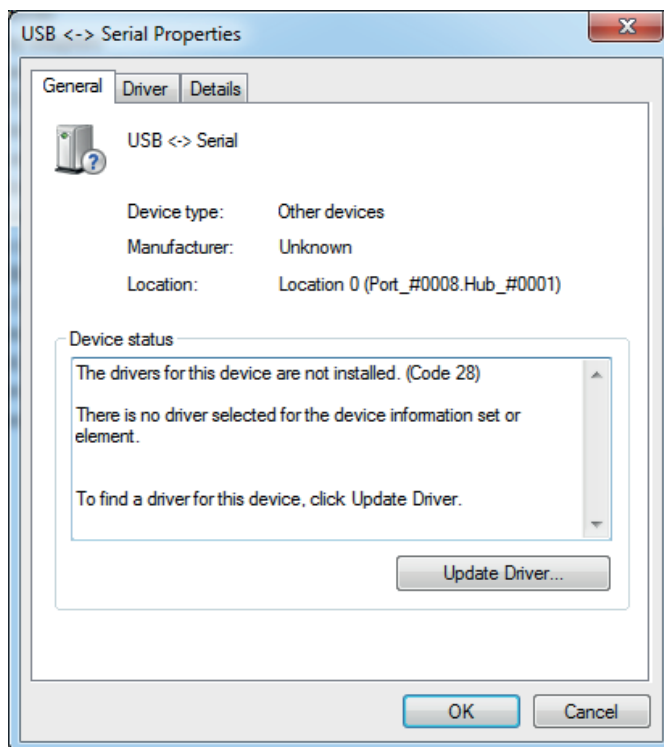 USB <-> Serial Properties
General Driver Details
USB <-> Serial
Device type: Other devices
Manufacturer: Unknown
Location: Location 0 (Port_#0008.Hub_#0001)
Device status
The drivers for this device are not installed. (Code 28)
There is no driver selected for the device information set or
element.
To find a driver for this device, click Update Driver.
Update Driver...
OK Cancel